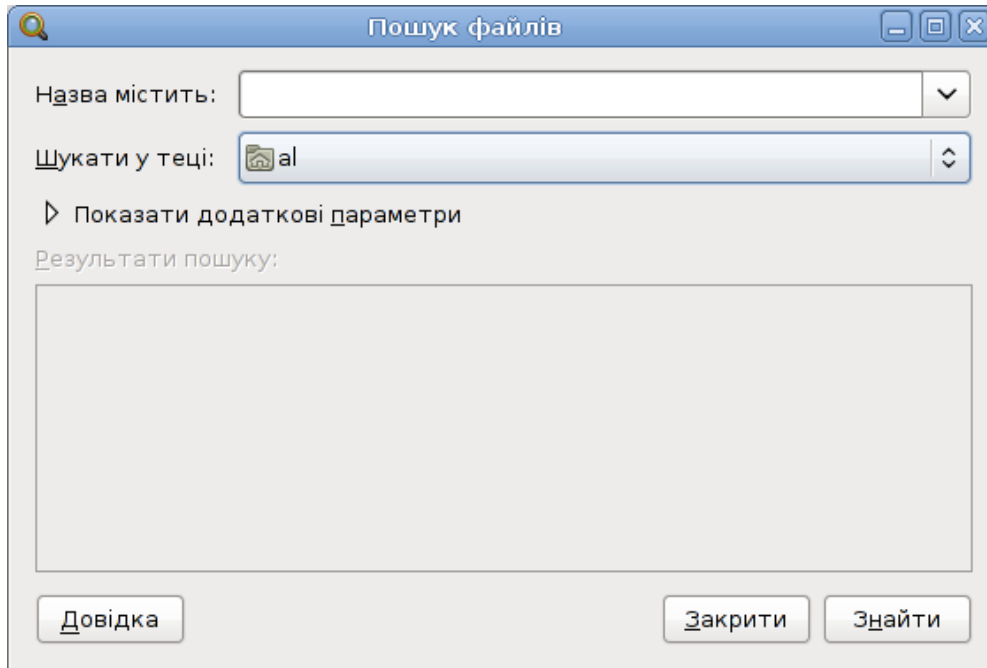 Пошук файлів
Назва містить:
Шукати у теці: al
Показати додаткові параметри
Результати пошуку:
Довідка Закрити Знайти